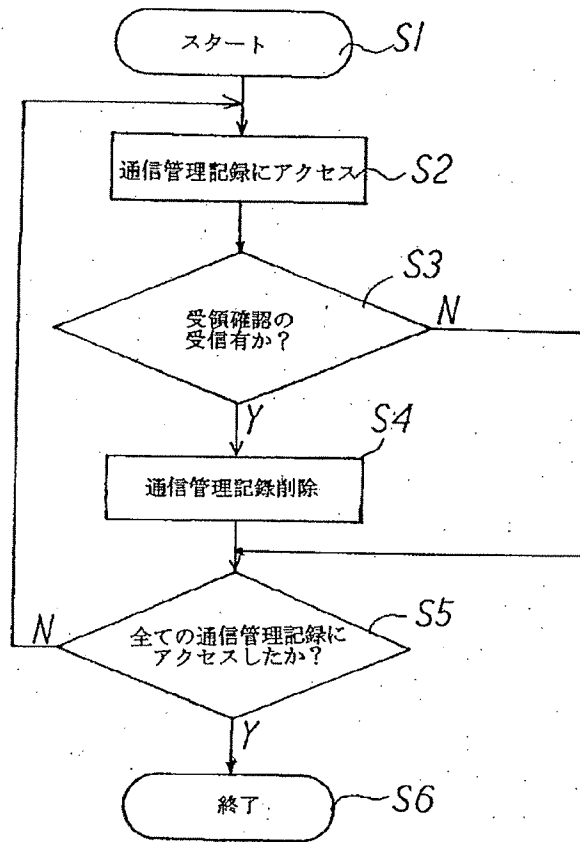 スタート
S1
通信管理記録にアクセス
S2
S3
受領確認の
受信有か？
N
Y
S4
通信管理記録削除
S5
N
全ての通信管理記録に
アクセスしたか？
Y
終了
S6